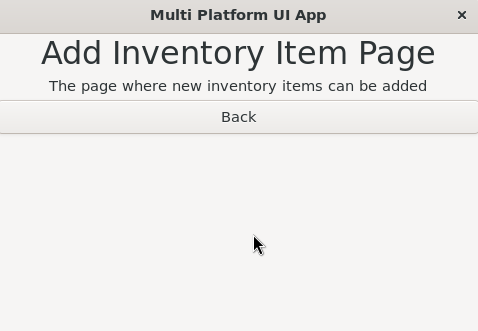 Multi Platform UI App
Add Inventory Item Page
The page where new inventory items can be added
Back